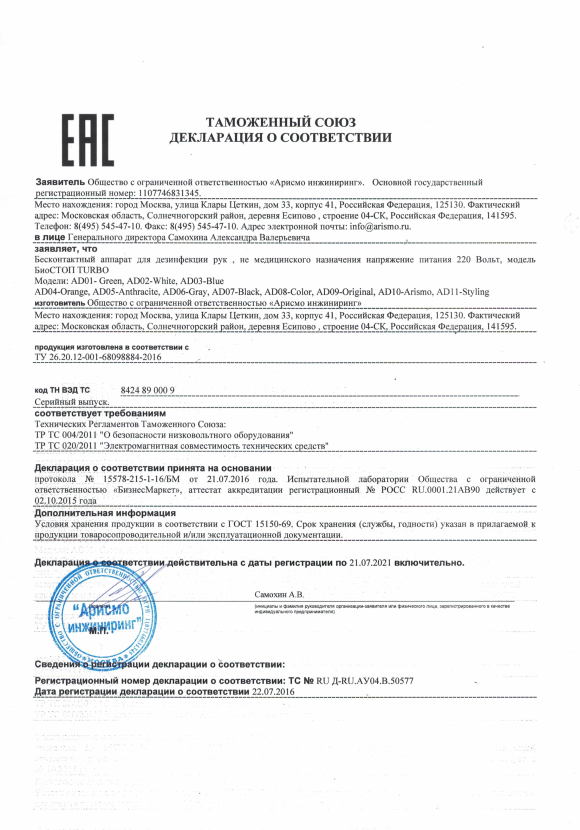 ЕАС
ТАМОЖЕННЫЙ СОЮЗ
ДЕКЛАРАЦИЯ О СООТВЕТСТВИИ
Заявитель Общество с ограниченной ответственностью «Арисмо инжиниринг». Основной государственный
регистрационный номер: 1107746831345.
Место нахождения: город Москва, улица Клары Цеткин, дом 33, корпус 41, Российская Федерация, 125130. Фактический
адрес: Московская область, Солнечногорский район, деревня Есипово , строение 04-СК, Российская Федерация, 141595.
Телефон: 8(495) 545-47-10. Факс: 8(495) 545-47-10. Адрес электронной почты: info@arismo.ru.
в лице Генерального директора Самохина Александра Валерьевича
заявляет, что
Бесконтактный аппарат для дезинфекции рук , не медицинского назначения напряжение питания 220 Вольт, модель
БиоСТОП TURBO
Модели: AD01- Green, AD02-White, AD03-Blue
AD04-Orange, AD05-Anthracite, AD06-Gray, AD07-Black, AD08-Color, AD09-Original, AD10-Arismo, AD11-Styling
изготовитель Общество с ограниченной ответственностью «Арисмо инжиниринг»
Место нахождения: город Москва, улица Клары Цеткин, дом 33, корпус 41, Российская Федерация, 125130. Фактический
адрес: Московская область, Солнечногорский район, деревня Есипово , строение 04-СК, Российская Федерация, 141595.
продукция изготовлена в соответствии с
ТУ 26.20.12-001-68098884-2016
код ТН ВЭД ТС 8424 89 000 9
Серийный выпуск.
соответствует требованиям
Технических Регламентов Таможенного Союза:
ТР ТС 004/2011 "О безопасности низковольтного оборудования"
ТР ТС 020/2011 "Электромагнитная совместимость технических средств"
Декларация о соответствии принята на основании
протокола № 15578-215-1-16/БМ от 21.07.2016 года. Испытательной лаборатории Общества с ограниченной
ответственностью «БизнесМаркет», аттестат аккредитации регистрационный № РОСС RU.0001.21АВ90 действует с
02.10.2015 года
Дополнительная информация
Условия хранения продукции в соответствии с ГОСТ 15150-69. Срок хранения (службы, годности) указан в прилагаемой к
продукции товаросопроводительной и/или эксплуатационной документации.
Декларация о соответствии действительна с даты регистрации по 21.07.2021 включительно.
Самохин А.В.
(инициалы и фамилия руководителя организации-заявителя или физического лица, зарегистрированного в качестве
индивидуального предпринимателя)
"Арисмо
инжиниринг"
М.П.
МОСКВА
Сведения о регистрации декларации о соответствии:
Регистрационный номер декларации о соответствии: ТС № RU Д-RU.АУ04.В.50577
Дата регистрации декларации о соответствии 22.07.2016